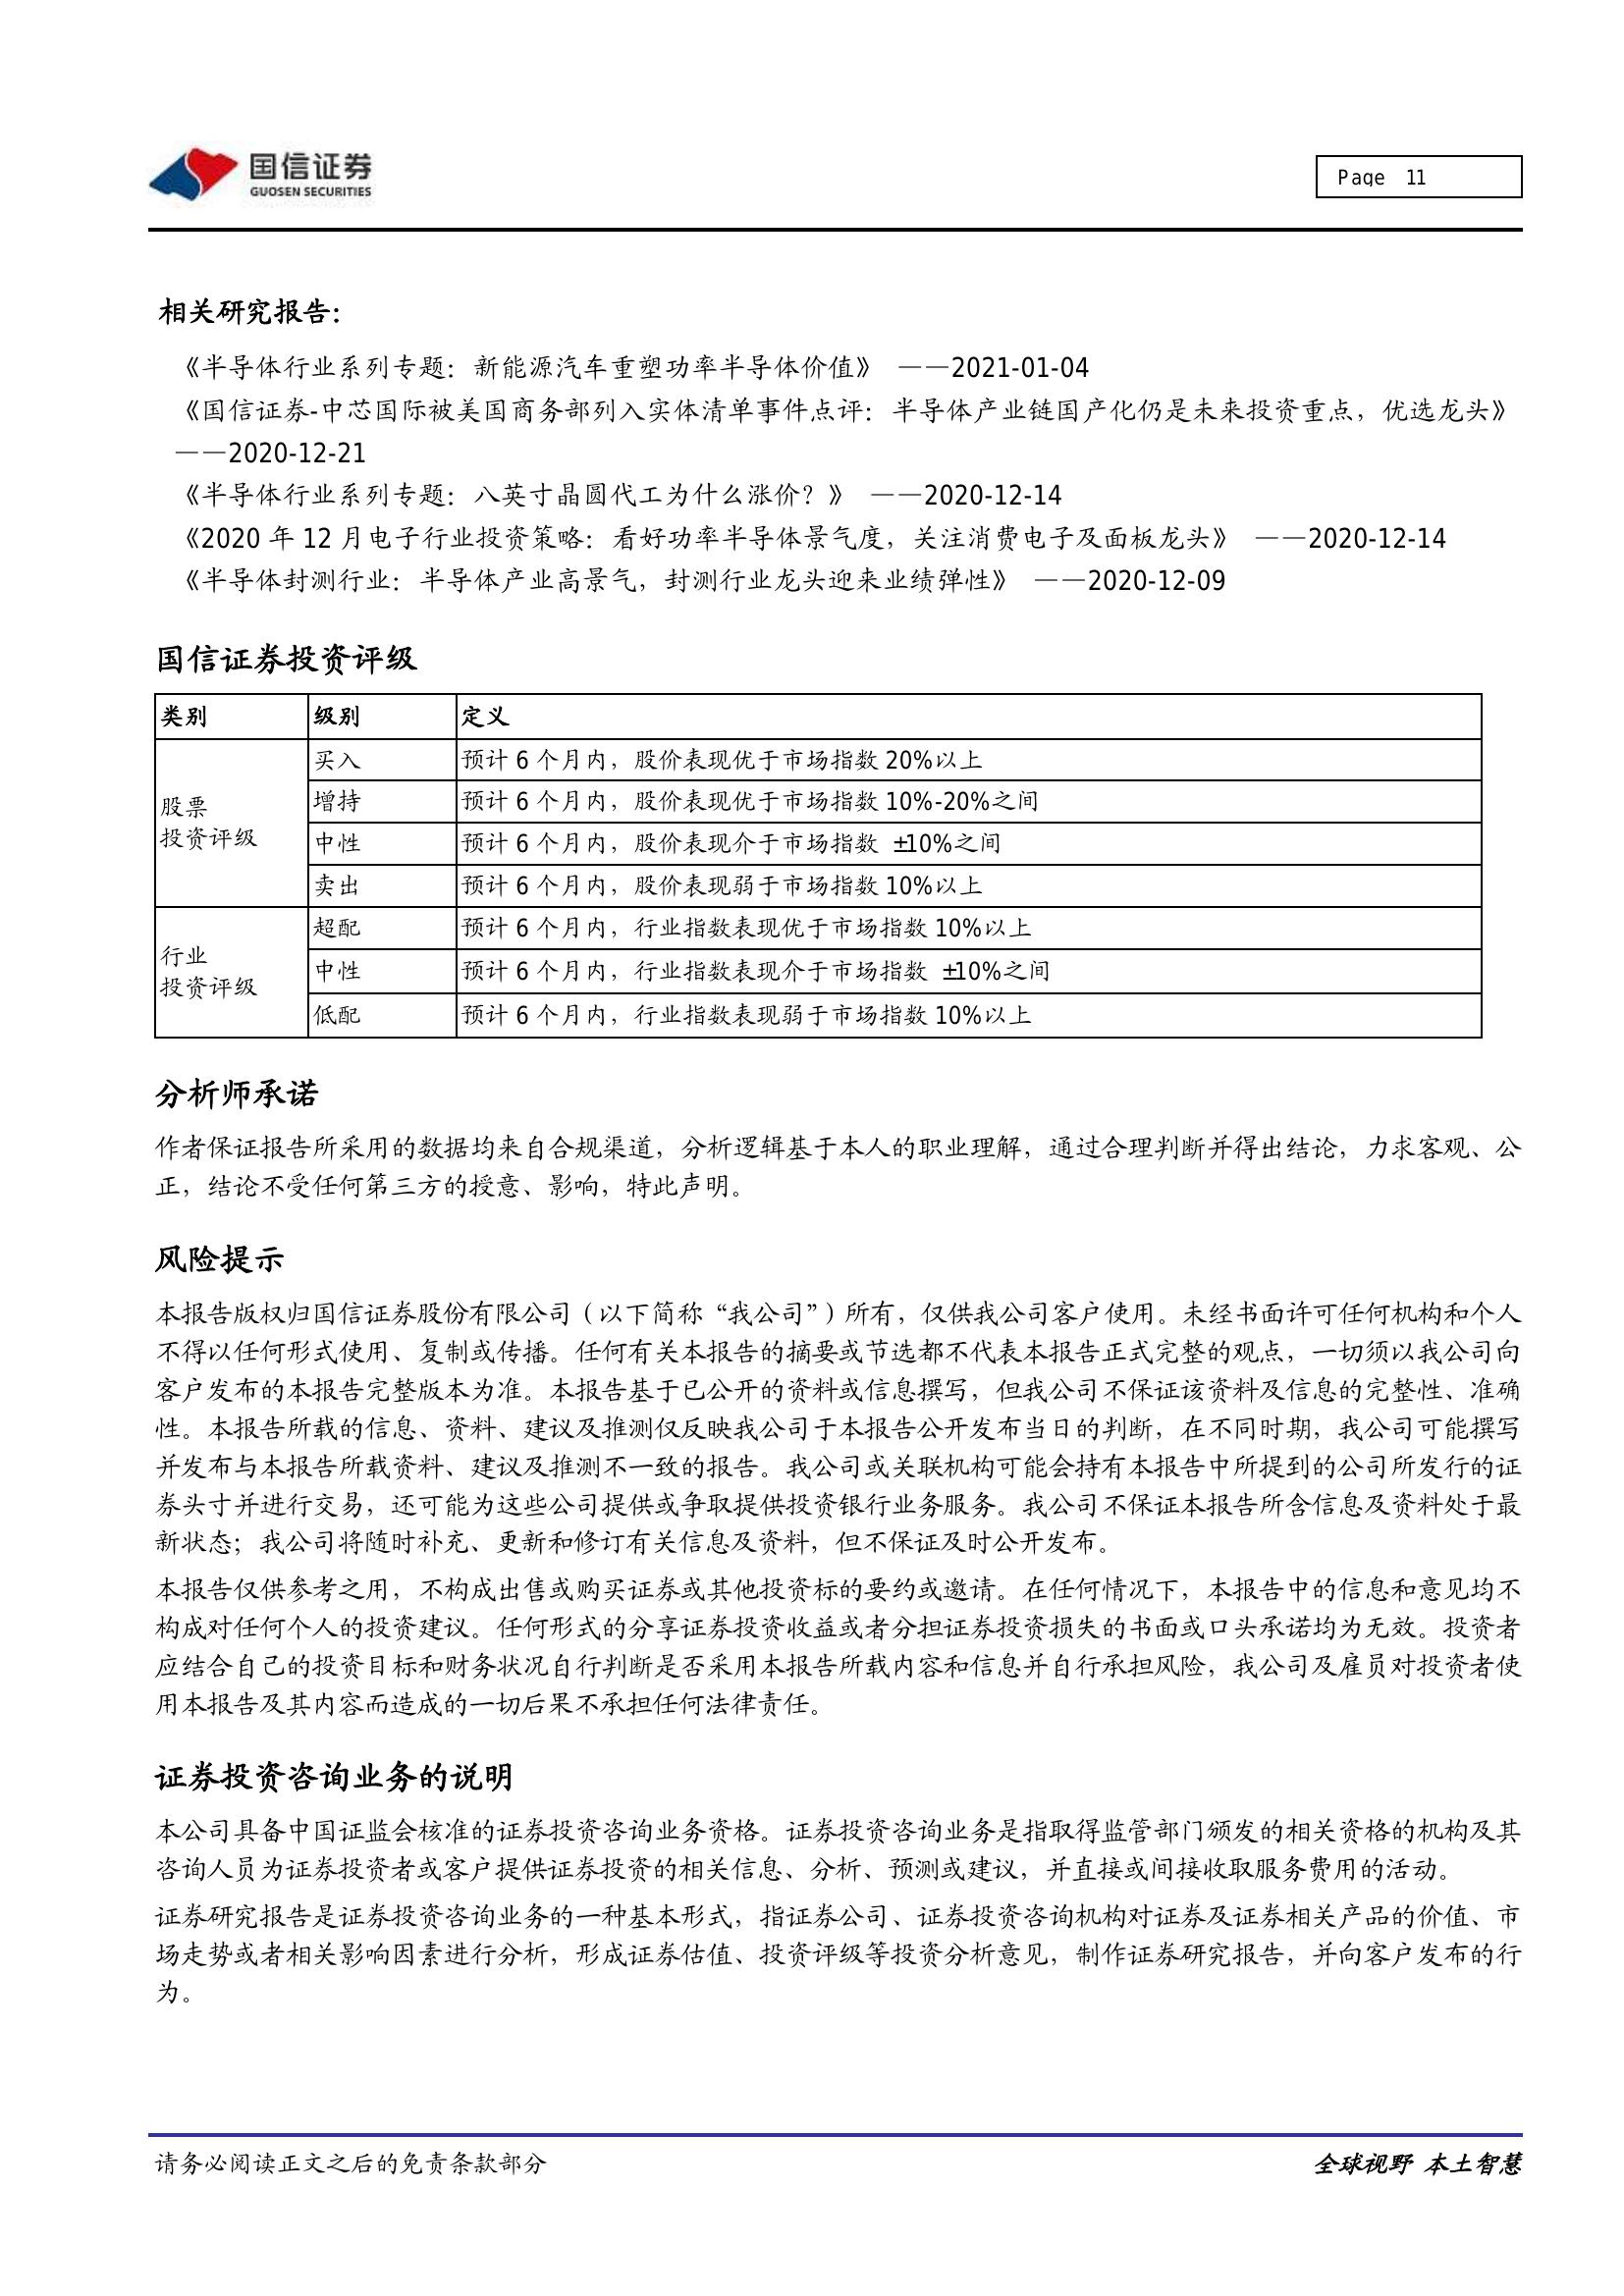 国信证券
GUOSEN SECURITIES
Page 11
相关研究报告：
《半导体行业系列专题：新能源汽车重塑功率半导体价值》 ——2021-01-04
《国信证券-中芯国际被美国商务部列入实体清单事件点评：半导体产业链国产化仍是未来投资重点，优选龙头》
——2020-12-21
《半导体行业系列专题：八英寸晶圆代工为什么涨价？》 ——2020-12-14
《2020 年 12 月电子行业投资策略：看好功率半导体景气度，关注消费电子及面板龙头》 ——2020-12-14
《半导体封测行业：半导体产业高景气，封测行业龙头迎来业绩弹性》 ——2020-12-09
国信证券投资评级
类别 级别 定义
股票
投资评级
买入 预计 6 个月内，股价表现优于市场指数 20%以上
增持 预计 6 个月内，股价表现优于市场指数 10%-20%之间
中性 预计 6 个月内，股价表现介于市场指数 ±10%之间
卖出 预计 6 个月内，股价表现弱于市场指数 10%以上
行业
投资评级
超配 预计 6 个月内，行业指数表现优于市场指数 10%以上
中性 预计 6 个月内，行业指数表现介于市场指数 ±10%之间
低配 预计 6 个月内，行业指数表现弱于市场指数 10%以上
分析师承诺
作者保证报告所采用的数据均来自合规渠道，分析逻辑基于本人的职业理解，通过合理判断并得出结论，力求客观、公
正，结论不受任何第三方的授意、影响，特此声明。
风险提示
本报告版权归国信证券股份有限公司（以下简称“我公司”）所有，仅供我公司客户使用。未经书面许可任何机构和个人
不得以任何形式使用、复制或传播。任何有关本报告的摘要或节选都不代表本报告正式完整的观点，一切须以我公司向
客户发布的本报告完整版本为准。本报告基于已公开的资料或信息撰写，但我公司不保证该资料及信息的完整性、准确
性。本报告所载的信息、资料、建议及推测仅反映我公司于本报告公开发布当日的判断，在不同时期，我公司可能撰写
并发布与本报告所载资料、建议及推测不一致的报告。我公司或关联机构可能会持有本报告中所提到的公司所发行的证
券头寸并进行交易，还可能为这些公司提供或争取提供投资银行业务服务。我公司不保证本报告所含信息及资料处于最
新状态；我公司将随时补充、更新和修订有关信息及资料，但不保证及时公开发布。
本报告仅供参考之用，不构成出售或购买证券或其他投资标的要约或邀请。在任何情况下，本报告中的信息和意见均不
构成对任何个人的投资建议。任何形式的分享证券投资收益或者分担证券投资损失的书面或口头承诺均为无效。投资者
应结合自己的投资目标和财务状况自行判断是否采用本报告所载内容和信息并自行承担风险，我公司及雇员对投资者使
用本报告及其内容而造成的一切后果不承担任何法律责任。
证券投资咨询业务的说明
本公司具备中国证监会核准的证券投资咨询业务资格。证券投资咨询业务是指取得监管部门颁发的相关资格的机构及其
咨询人员为证券投资者或客户提供证券投资的相关信息、分析、预测或建议，并直接或间接收取服务费用的活动。
证券研究报告是证券投资咨询业务的一种基本形式，指证券公司、证券投资咨询机构对证券及证券相关产品的价值、市
场走势或者相关影响因素进行分析，形成证券估值、投资评级等投资分析意见，制作证券研究报告，并向客户发布的行
为。
请务必阅读正文之后的免责条款部分
全球视野 本土智慧